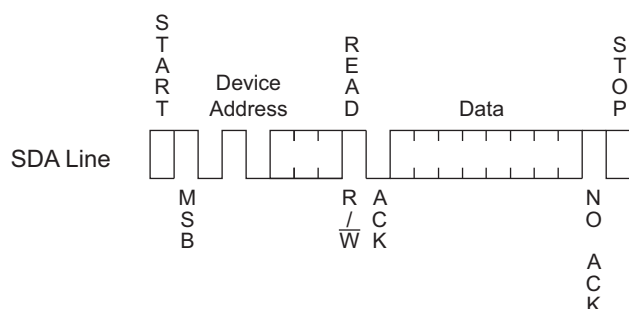 START
READ
STOP
Device
Address
Data
SDA Line
MSB
R/W
ACK
NO ACK